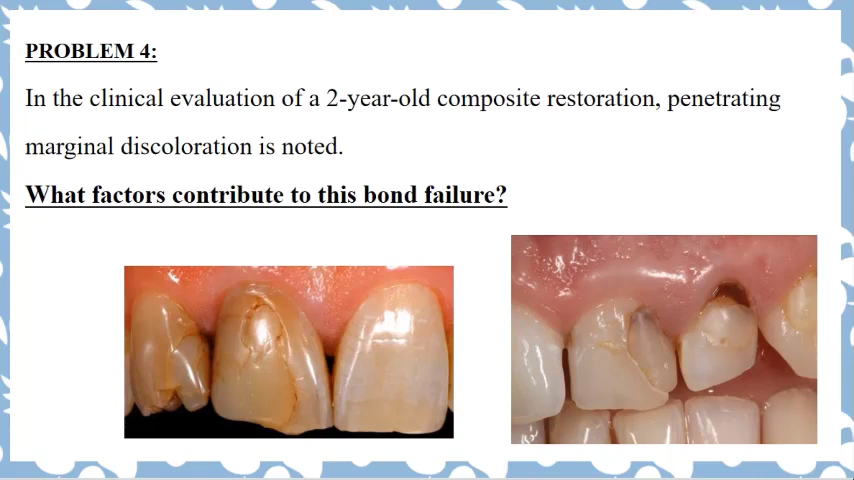 PROBLEM 4:
In the clinical evaluation of a 2-year-old composite restoration, penetrating
marginal discoloration is noted.
What factors contribute to this bond failure?